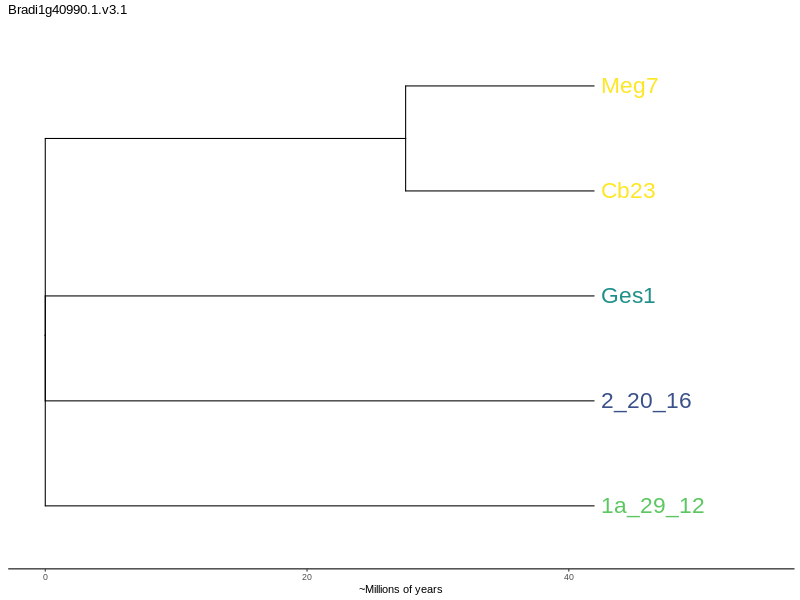 Bradi1g40990.1.v3.1
Meg7
Cb23
Ges1
2_20_16
1a_29_12
0 20 40
~Millions of years